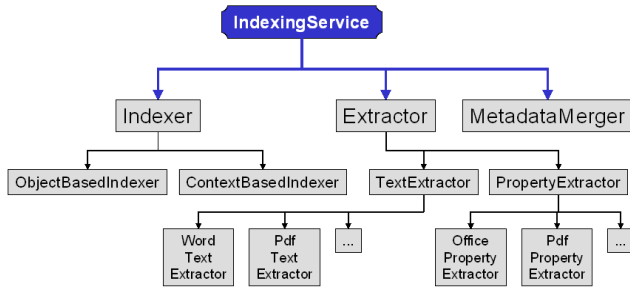 IndexingService
Indexer
Extractor
MetadataMerger
ObjectBasedIndexer
ContextBasedIndexer
TextExtractor
PropertyExtractor
Word
Text
Extractor
Pdf
Text
Extractor
...
Office
Property
Extractor
Pdf
Property
Extractor
...